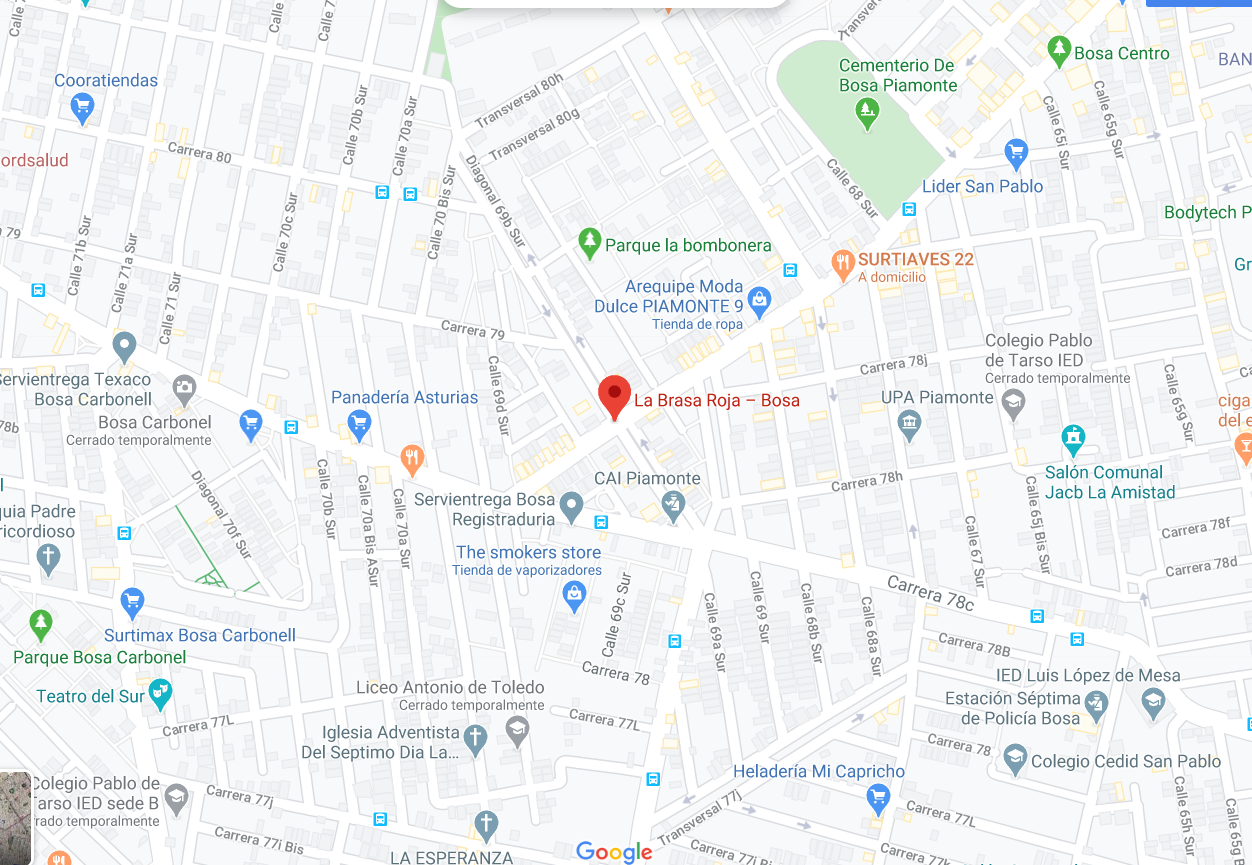 Transversal 80h
Transversal 80g
Cooratiendas
Carrera 80
ordsalud
Calle 70b Sur
Calle 70a Sur
Calle 70 Bis Sur
Diagonal 69b Sur
Cementerio De
Bosa Piamonte
Bosa Centro
BAN
Calle 65i Sur
Calle 65g Sur
Calle 68 Sur
Lider San Pablo
Bodytech P
79
Calle 71b Sur
Calle 71a Sur
Calle 71 Sur
Calle 70c Sur
Parque la bombonera
SURTIAVES 22
A domicilio
Gr
Arequipe Moda
Dulce PIAMONTE 9
Tienda de ropa
Carrera 79
Calle 69d Sur
Colegio Pablo
de Tarso IED
Cerrado temporalmente
Carrera 78j
Servientrega Texaco
Bosa Carbonell
Bosa Carbonel
Cerrado temporalmente
78b
Panadería Asturias
La Brasa Roja – Bosa
UPA Piamonte
Calle 65g Sur
ciga
del e
Salón Comunal
Jacb La Amistad
CAI Piamonte
Carrera 78h
Servientrega Bosa
Registraduria
Diagonal 70f Sur
Calle 70b Sur
Calle 70a Bis ASur
Calle 70a Sur
quia Padre
ricordioso
The smokers store
Tienda de vaporizadores
Calle 67 Sur
Calle 65j Bis Sur
Carrera 78f
Carrera 78d
Carrera 78c
Surtimax Bosa Carbonell
Parque Bosa Carbonel
Calle 69c Sur
Calle 69a Sur
Calle 69 Sur
Calle 68b Sur
Calle 68a Sur
Carrera 78B
Carrera 78
IED Luis López de Mesa
Estación Séptima
de Policía Bosa
Teatro del Sur
Liceo Antonio de Toledo
Cerrado temporalmente
Carrera 77L
Carrera 77L
Iglesia Adventista
Del Septimo Dia La...
Carrera 78
Colegio Cedid San Pablo
Heladería Mi Capricho
Colegio Pablo de
Tarso IED sede B
rrado temporalmente
Carrera 77j
Transversal 77j
Carrera 77g
Calle 65h Sur
Carrera 77j Bis
LA ESPERANZA
Google